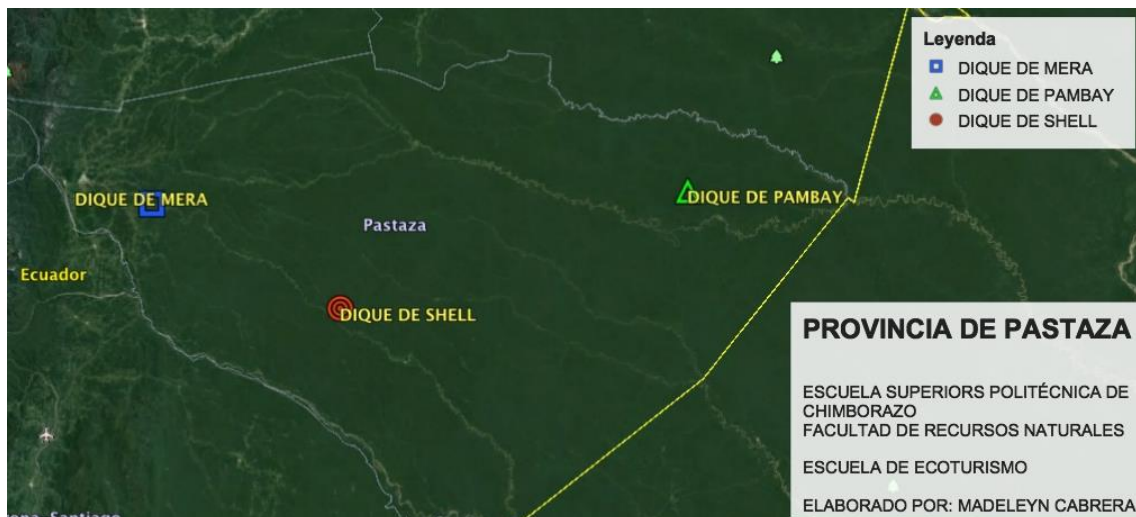 Leyenda
DIQUE DE MERA
DIQUE DE PAMBAY
DIQUE DE SHELL
DIQUE DE MERA
DIQUE DE PAMBAY
Pastaza
Ecuador
DIQUE DE SHELL
PROVINCIA DE PASTAZA
ESCUELA SUPERIORS POLITÉCNICA DE
CHIMBORAZO
FACULTAD DE RECURSOS NATURALES
ESCUELA DE ECOTURISMO
ELABORADO POR: MADELEYN CABRERA
Santiago